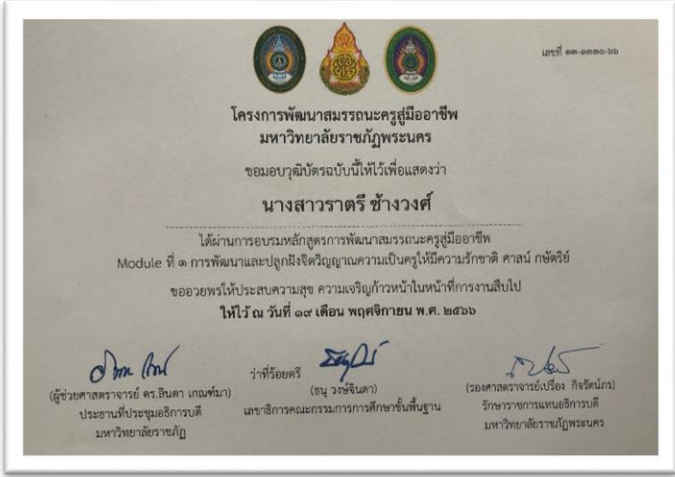 เลขที่ ๑๓-๑๓๓๐-๖๖
โครงการพัฒนาสมรรถนะครูสู่มืออาชีพ
มหาวิทยาลัยราชภัฏพระนคร
ขอมอบวุฒิบัตรฉบับนี้ให้ไว้เพื่อแสดงว่า
นางสาวราตรี ช้างวงศ์
ได้ผ่านการอบรมหลักสูตรการพัฒนาสมรรถนะครูสู่มืออาชีพ
Module ที่ ๑ การพัฒนาและปลูกฝังจิตวิญญาณความเป็นครูให้มีความรักชาติ ศาสน์ กษัตริย์
ขออวยพรให้ประสบความสุข ความเจริญก้าวหน้าในหน้าที่การงานสืบไป
ให้ไว้ ณ วันที่ ๑๙ เดือน พฤศจิกายน พ.ศ. ๒๕๖๖
(ผู้ช่วยศาสตราจารย์ ดร.ลินดา เกณฑ์มา)
ประธานที่ประชุมอธิการบดี
มหาวิทยาลัยราชภัฏ
ว่าที่ร้อยตรี
(ธนุ วงษ์จินดา)
เลขาธิการคณะกรรมการการศึกษาขั้นพื้นฐาน
(รองศาสตราจารย์เปรื่อง กิจรัตน์ภร)
รักษาราชการแทนอธิการบดี
มหาวิทยาลัยราชภัฏพระนคร